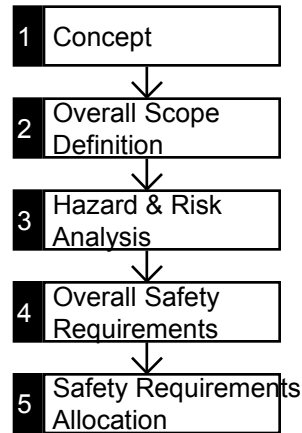 1 Concept
2 Overall Scope
Definition
3 Hazard & Risk
Analysis
4 Overall Safety
Requirements
5 Safety Requirements
Allocation